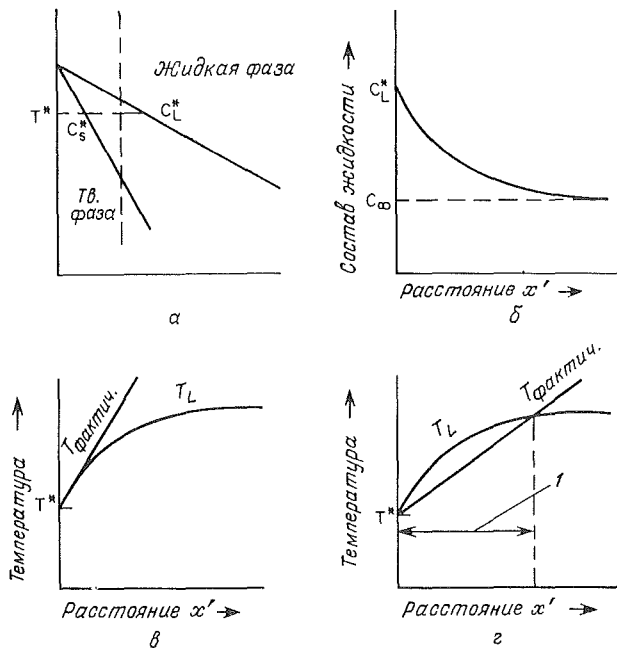 Жидкая фаза
T*
C*S
C*L
Тв.
фаза
а
Состав жидкости
C*L
C∞
Расстояние x'
б
Температура
Tфактич.
TL
T*
Расстояние x'
в
Температура
Tфактич.
TL
1
T*
Расстояние x'
г